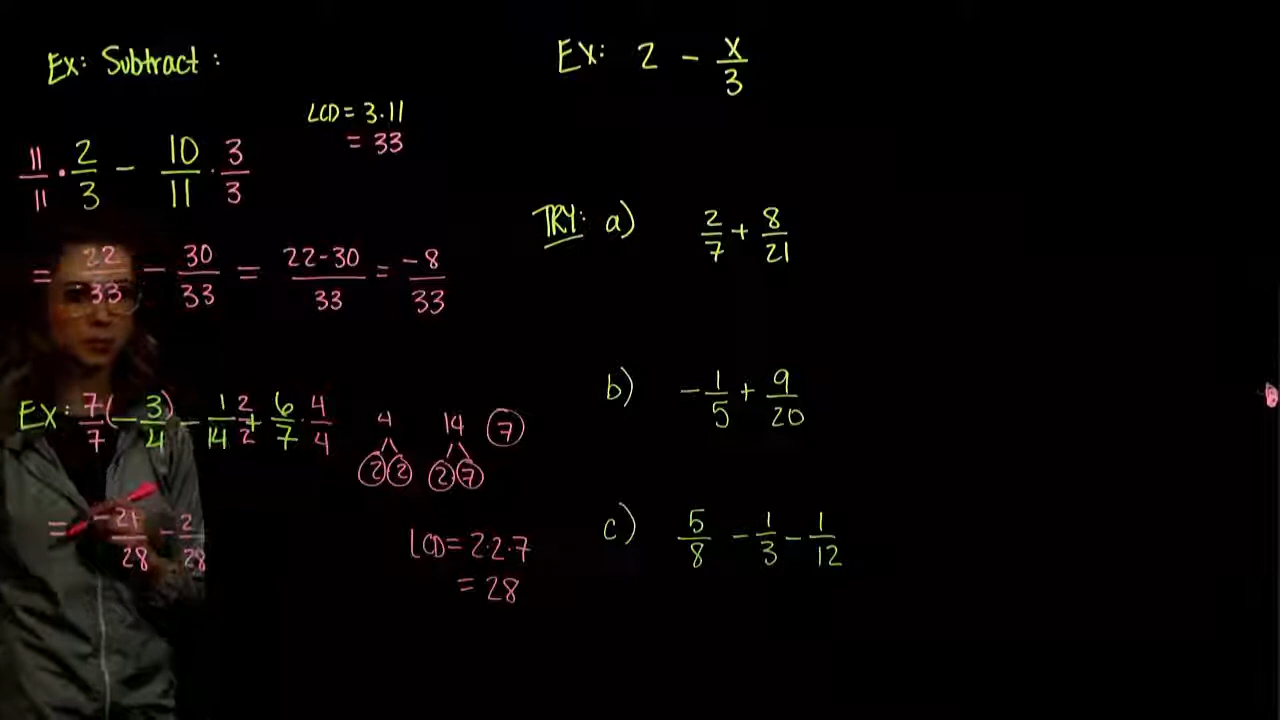 Ex: Subtract :
LCD = 3·11
= 33
11/11 · 2/3 - 10/11 · 3/3
= 22/33 - 30/33 = 22-30/33 = -8/33
Ex: 7/7(-3/4) - 1/14 2/2 + 6/7 · 4/4
4 14 7
2 2 2 7
= -21/28 - 2/28
LCD = 2·2·7
= 28
Ex: 2 - x/3
TRY: a) 2/7 + 8/21
b) -1/5 + 9/20
c) 5/8 - 1/3 - 1/12